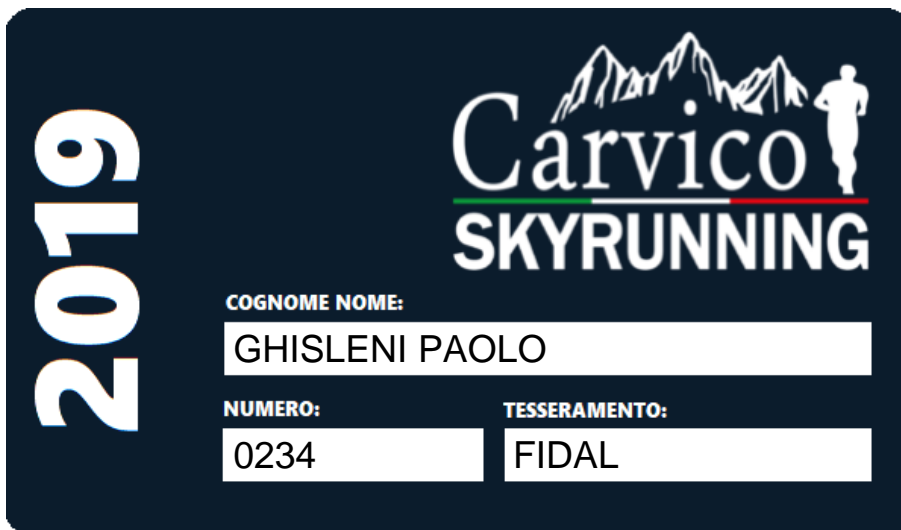 2019
Carvico
SKYRUNNING
COGNOME NOME:
GHISLENI PAOLO
NUMERO:
0234
TESSERAMENTO:
FIDAL